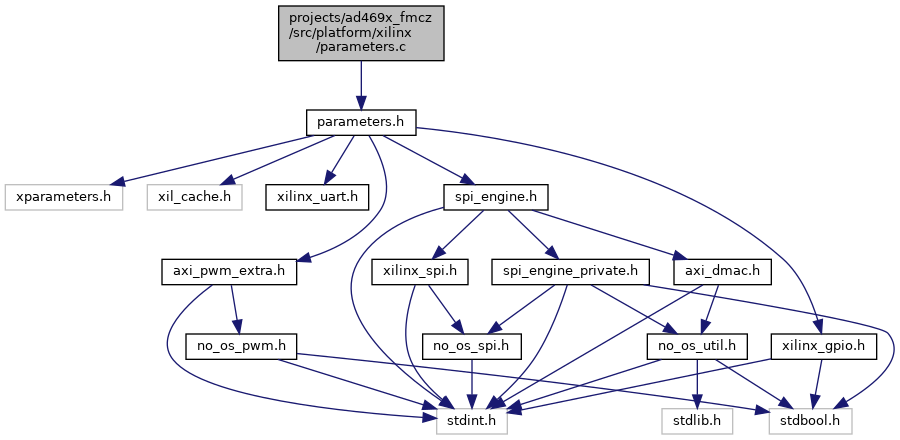 projects/ad469x_fmcz
/src/platform/xilinx
/parameters.c
parameters.h
xparameters.h
xil_cache.h
xilinx_uart.h
spi_engine.h
axi_pwm_extra.h
xilinx_spi.h
spi_engine_private.h
axi_dmac.h
no_os_pwm.h
no_os_spi.h
no_os_util.h
xilinx_gpio.h
stdint.h
stdlib.h
stdbool.h